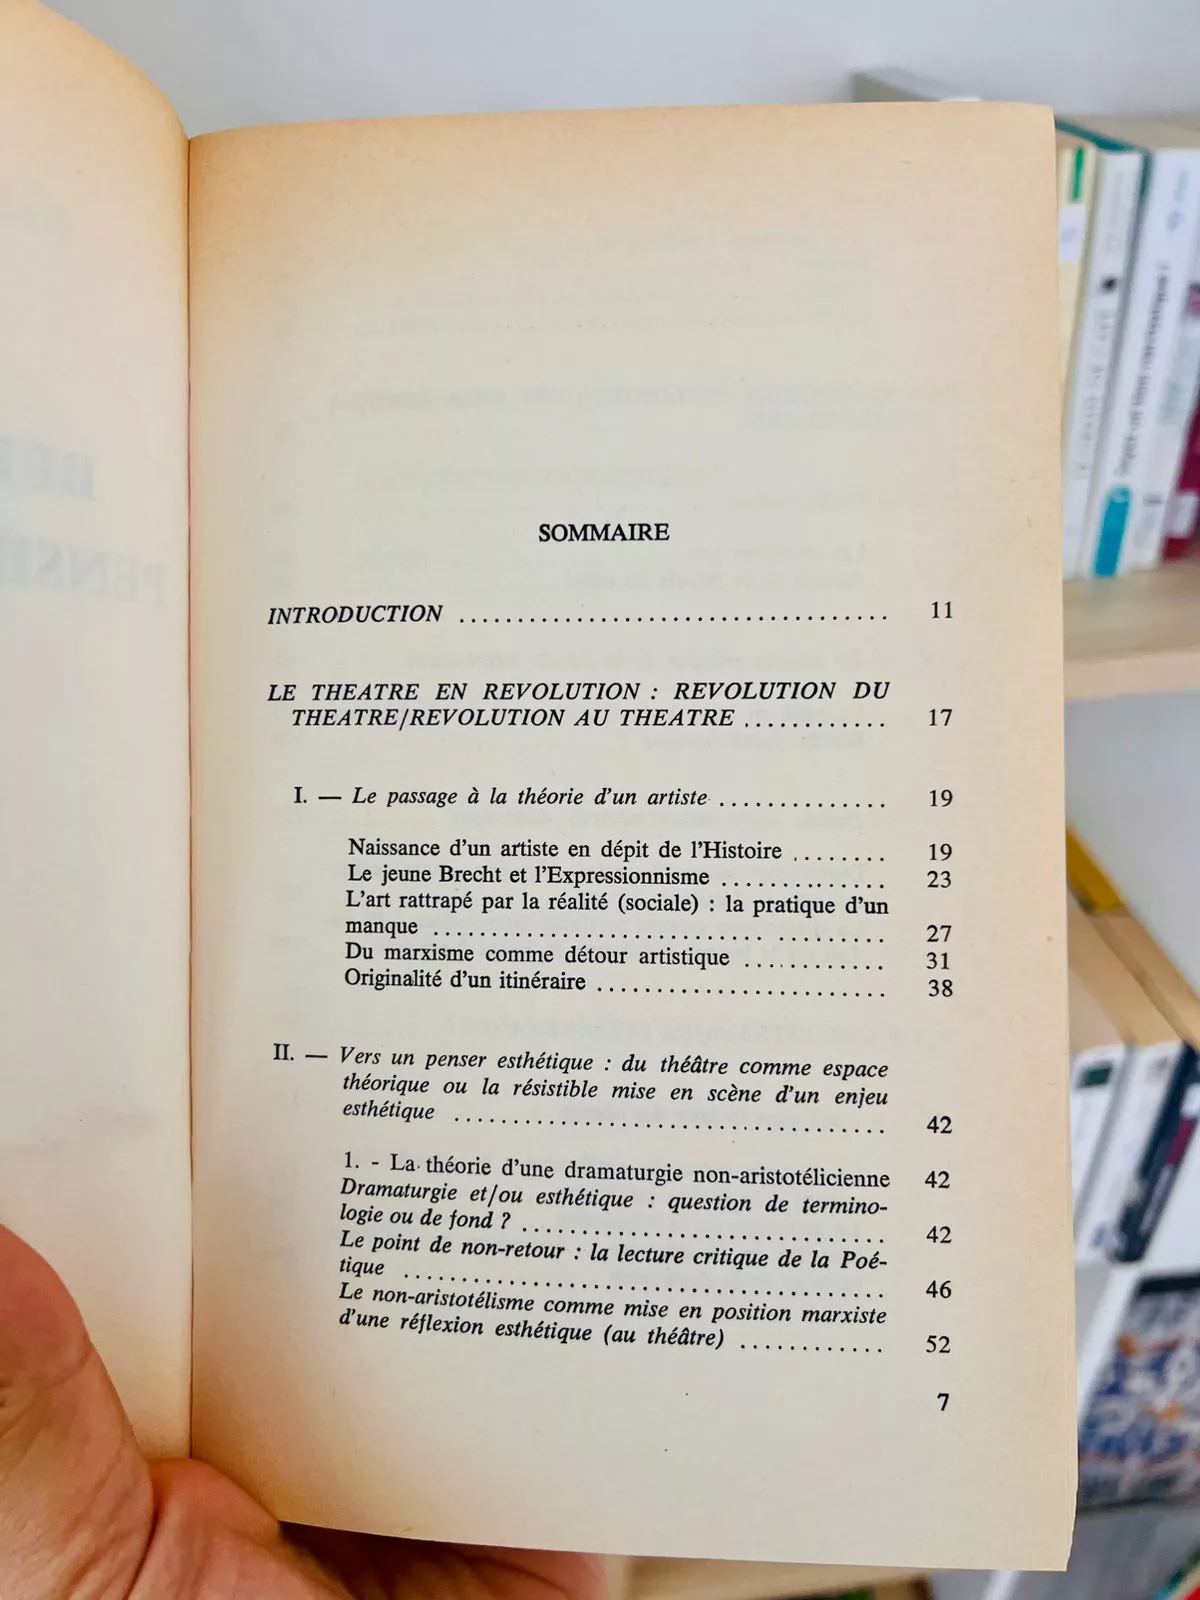 SOMMAIRE
INTRODUCTION .................................... 11
LE THEATRE EN REVOLUTION : REVOLUTION DU
THEATRE/REVOLUTION AU THEATRE ............ 17
I. — Le passage à la théorie d'un artiste ............... 19
Naissance d'un artiste en dépit de l'Histoire ........ 19
Le jeune Brecht et l'Expressionnisme .............. 23
L'art rattrapé par la réalité (sociale) : la pratique d'un
manque ...................................... 27
Du marxisme comme détour artistique ............ 31
Originalité d'un itinéraire ......................... 38
II. — Vers un penser esthétique : du théâtre comme espace
théorique ou la résistible mise en scène d'un enjeu
esthétique ..................................... 42
1. - La théorie d'une dramaturgie non-aristotélicienne 42
Dramaturgie et/ou esthétique : question de termino-
logie ou de fond ? ............................... 42
Le point de non-retour : la lecture critique de la Poé-
tique ......................................... 46
Le non-aristotélisme comme mise en position marxiste
d'une réflexion esthétique (au théâtre) ............ 52
7